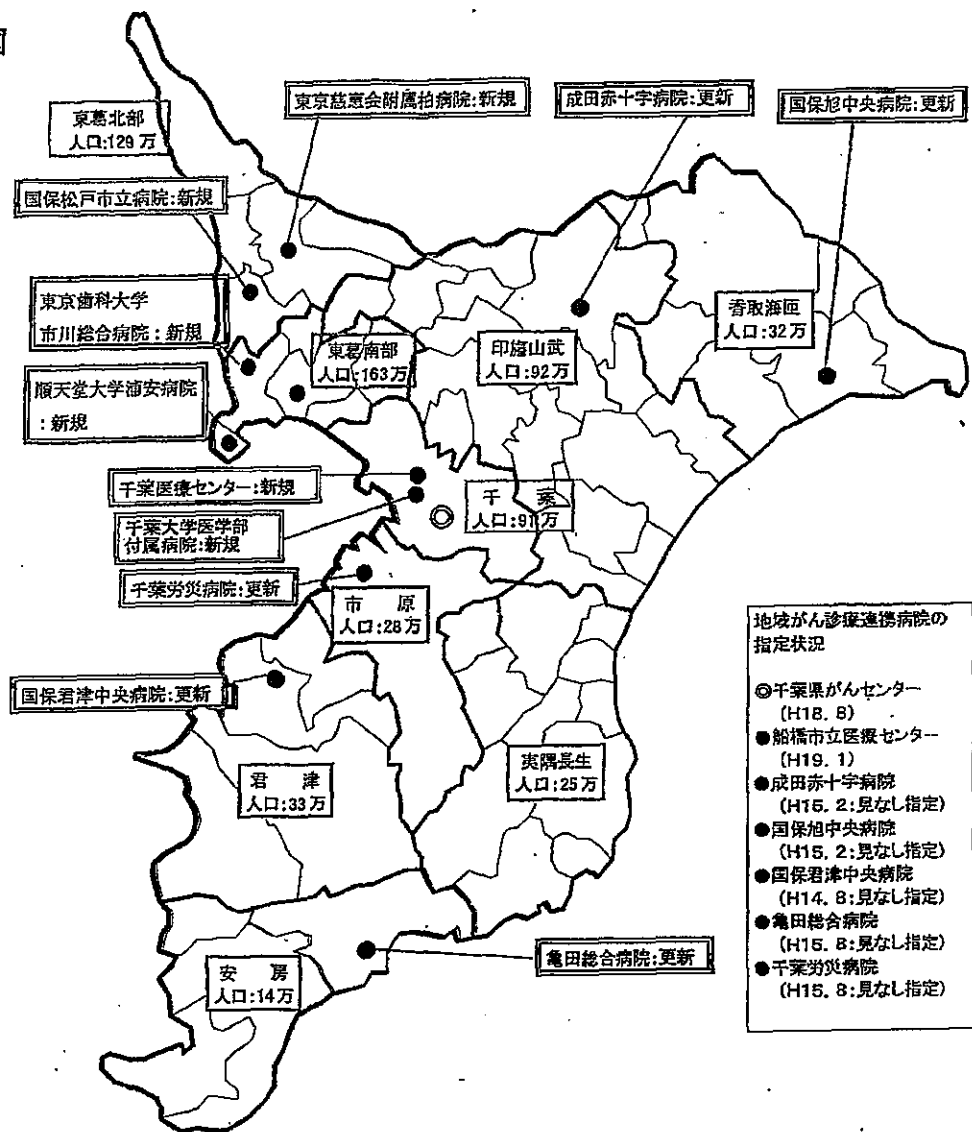 図
東葛北部
人口:129万
東京慈恵会附属柏病院:新規
成田赤十字病院:更新
国保旭中央病院:更新
国保松戸市立病院:新規
東京歯科大学
市川総合病院:新規
順天堂大学浦安病院
:新規
東葛南部
人口:163万
印旛山武
人口:92万
香取海匝
人口:32万
千葉医療センター:新規
千葉大学医学部
付属病院:新規
千葉
人口:91万
千葉労災病院:更新
市原
人口:28万
国保君津中央病院:更新
君津
人口:33万
夷隅長生
人口:25万
安房
人口:14万
亀田総合病院:更新
地域がん診療連携病院の
指定状況
◎千葉県がんセンター
(H18.8)
●船橋市立医療センター
(H19.1)
●成田赤十字病院
(H15.2:見なし指定)
●国保旭中央病院
(H15.2:見なし指定)
●国保君津中央病院
(H14.8:見なし指定)
●亀田総合病院
(H15.8:見なし指定)
●千葉労災病院
(H15.8:見なし指定)